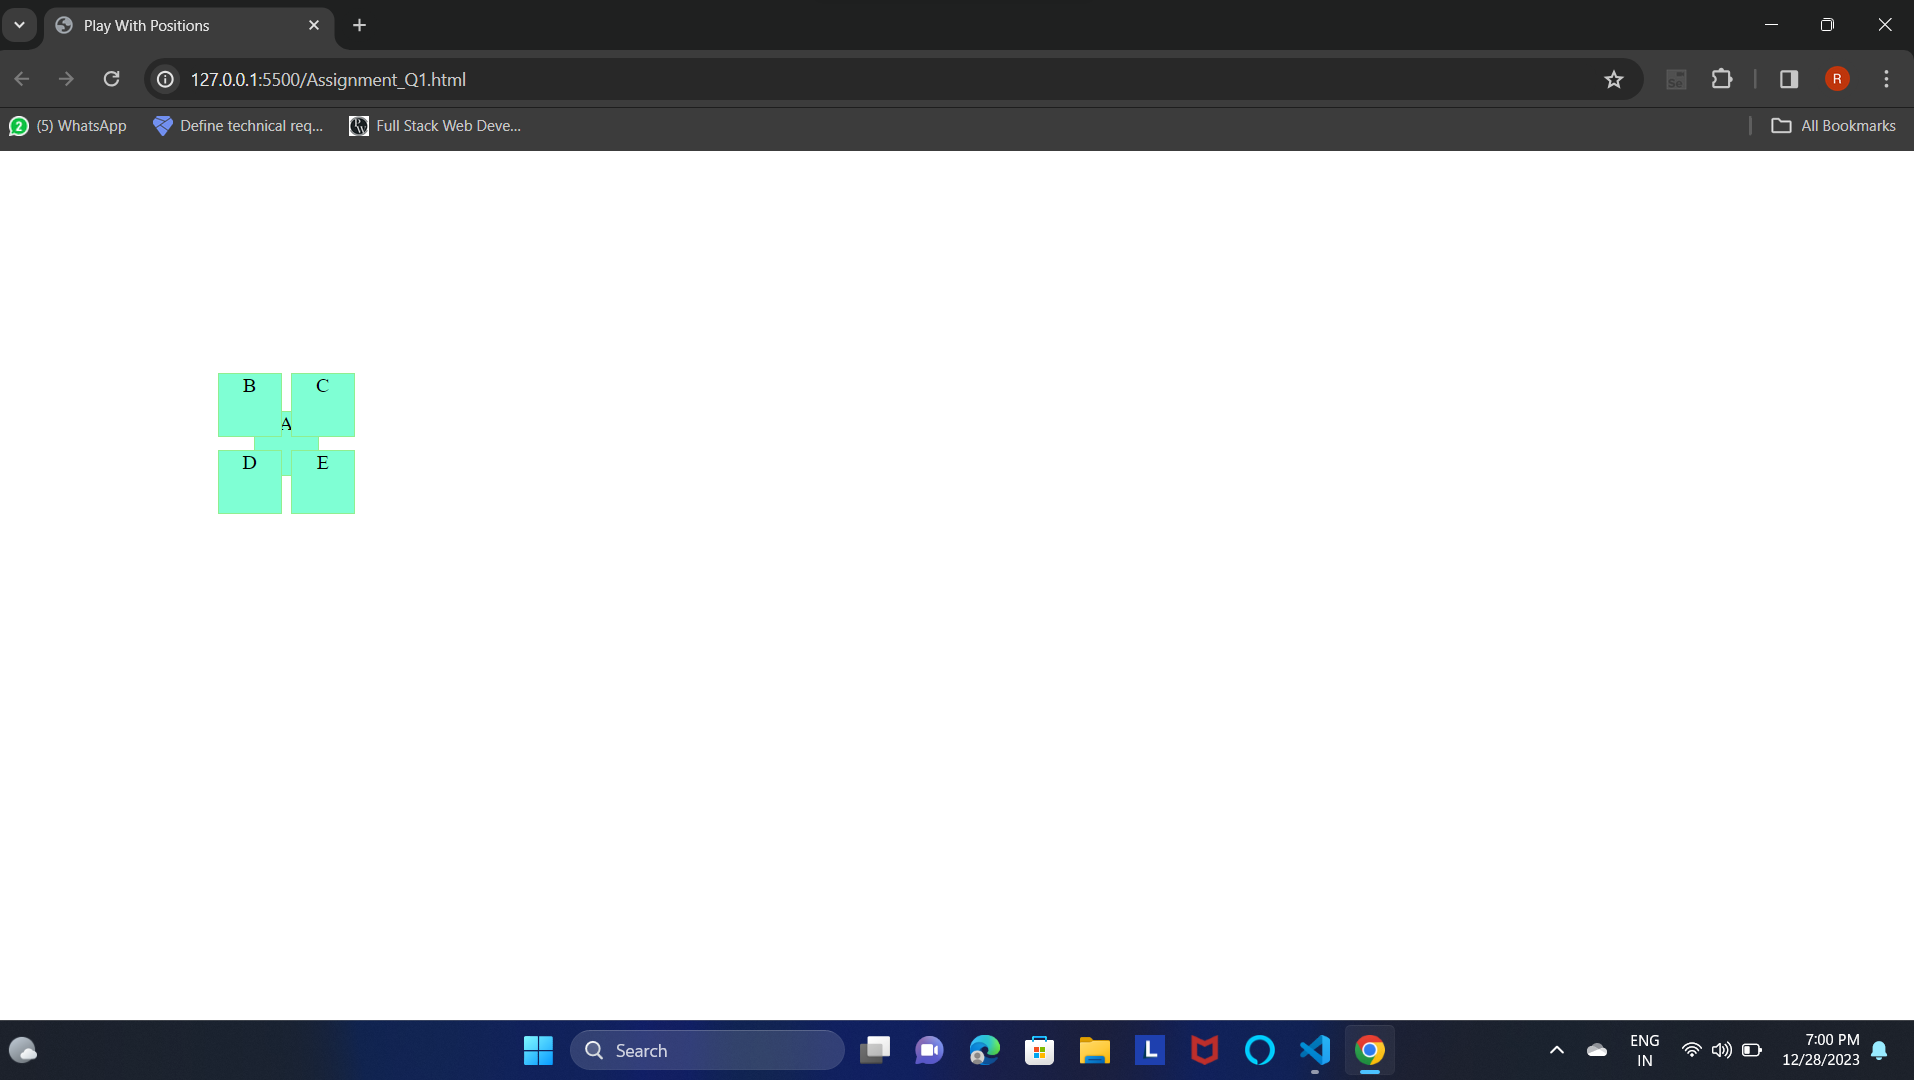 Play With Positions
127.0.0.1:5500/Assignment_Q1.html
R
2 (5) WhatsApp
Define technical req...
PW Full Stack Web Deve...
All Bookmarks
B C
A
D E
Search
L
ENG
IN
7:00 PM
12/28/2023